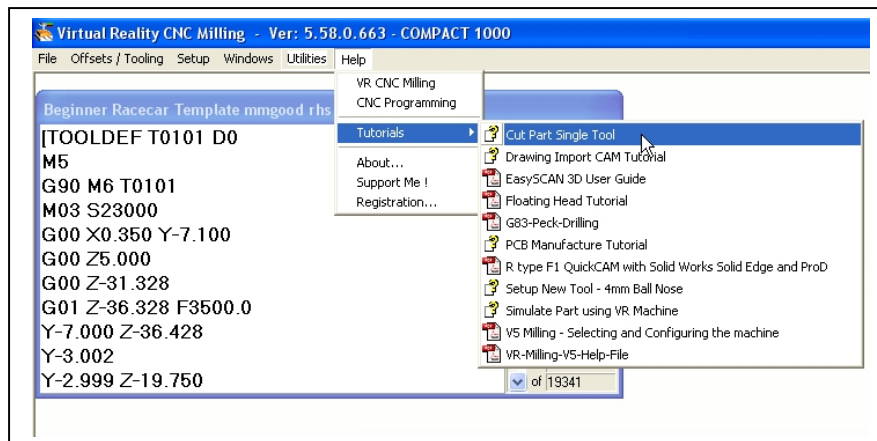 Virtual Reality CNC Milling - Ver: 5.58.0.663 - COMPACT 1000
File Offsets / Tooling Setup Windows Utilities Help
VR CNC Milling
CNC Programming
Tutorials
About...
Support Me !
Registration...
Cut Part Single Tool
Drawing Import CAM Tutorial
EasySCAN 3D User Guide
Floating Head Tutorial
G83-Peck-Drilling
PCB Manufacture Tutorial
R type F1 QuickCAM with Solid Works Solid Edge and ProD
Setup New Tool - 4mm Ball Nose
Simulate Part using VR Machine
V5 Milling - Selecting and Configuring the machine
VR-Milling-V5-Help-File
Beginner Racecar Template mmgood rhs
[TOOLDEF T0101 D0
M5
G90 M6 T0101
M03 S23000
G00 X0.350 Y-7.100
G00 Z5.000
G00 Z-31.328
G01 Z-36.328 F3500.0
Y-7.000 Z-36.428
Y-3.002
Y-2.999 Z-19.750
of 19341